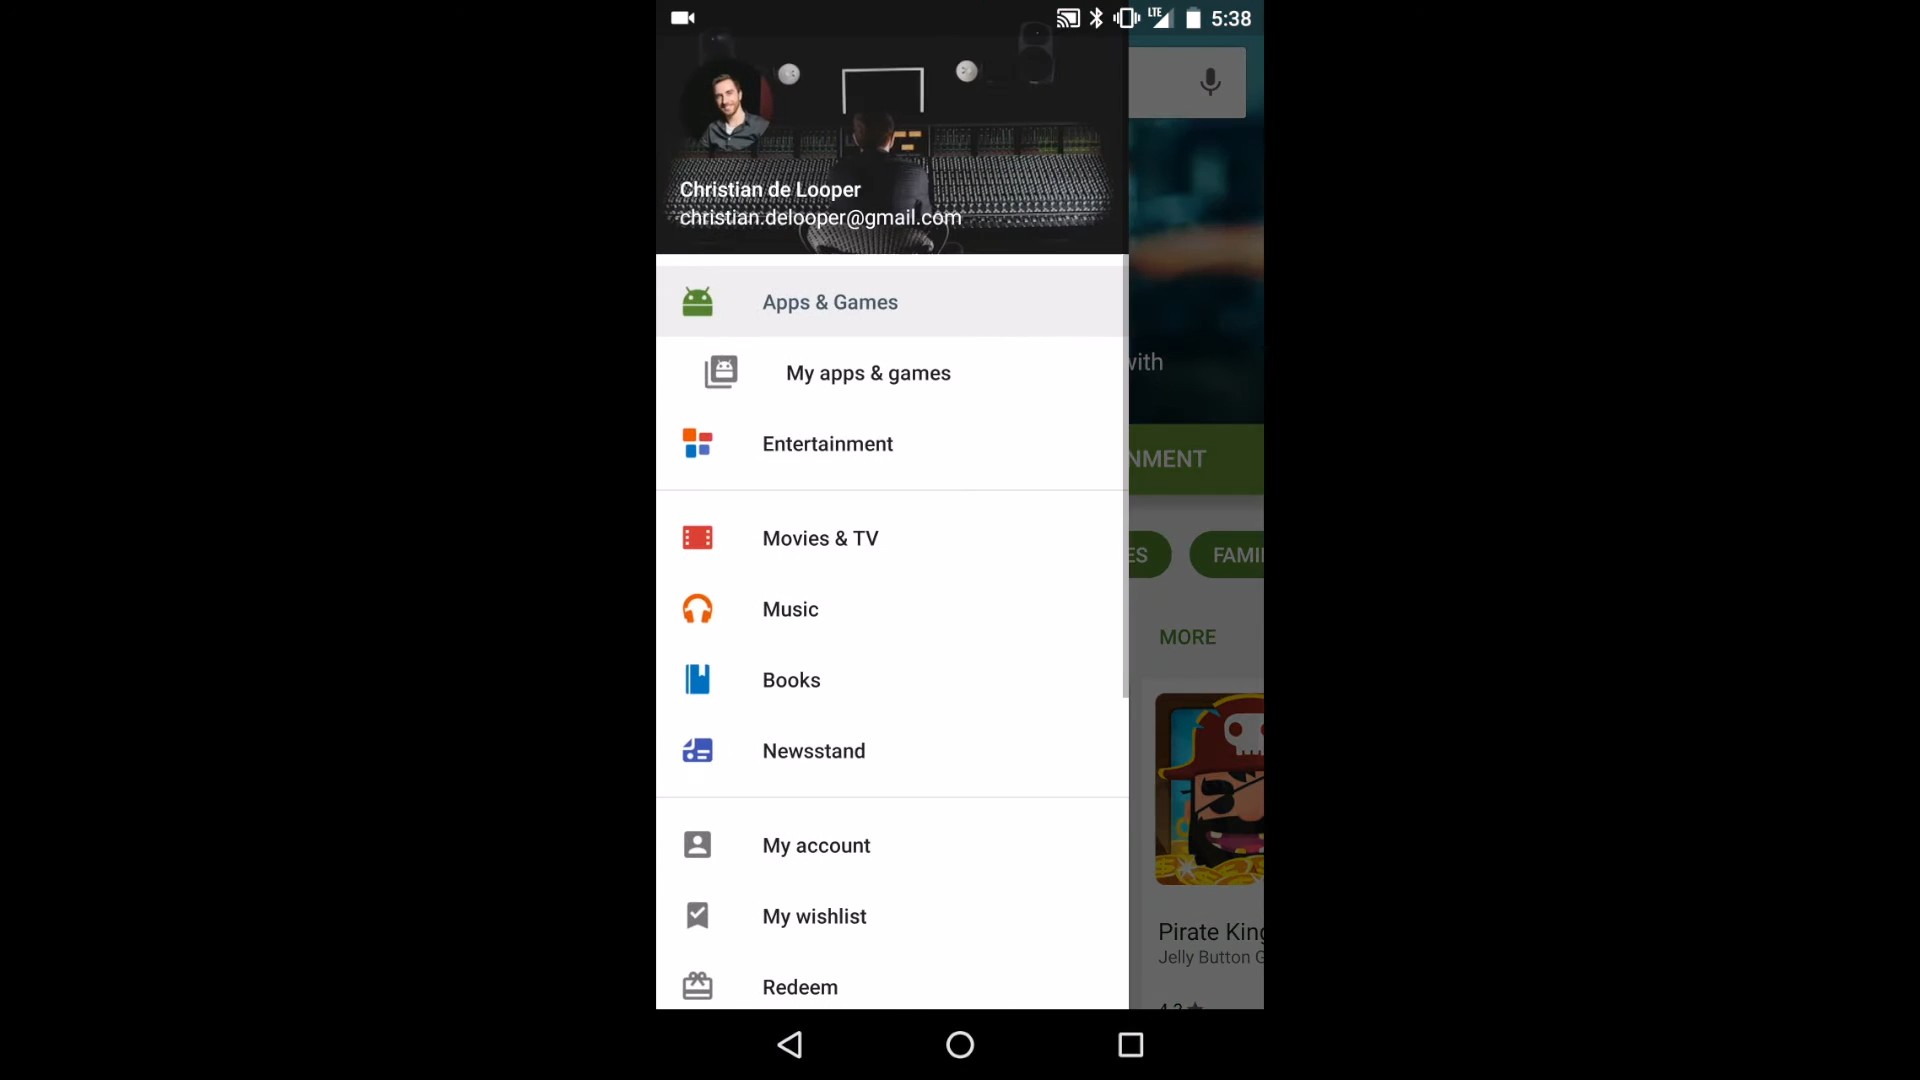 LTE 5:38
Christian de Looper
christian.delooper@gmail.com
Apps & Games
My apps & games
with
Entertainment
NMENT
Movies & TV
ES
FAMI
Music
MORE
Books
Newsstand
My account
My wishlist
Pirate King
Jelly Button G
Redeem